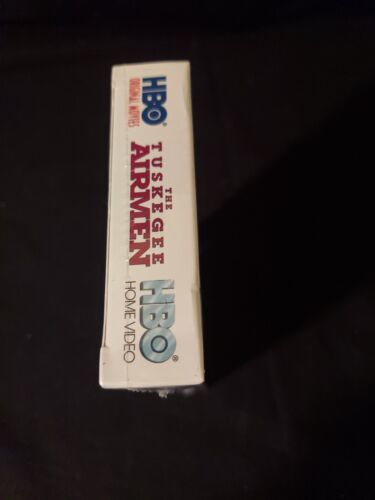 HBO®
ORIGINAL MOVIES
THE
TUSKEGEE
AIRMEN
HBO®
HOME VIDEO